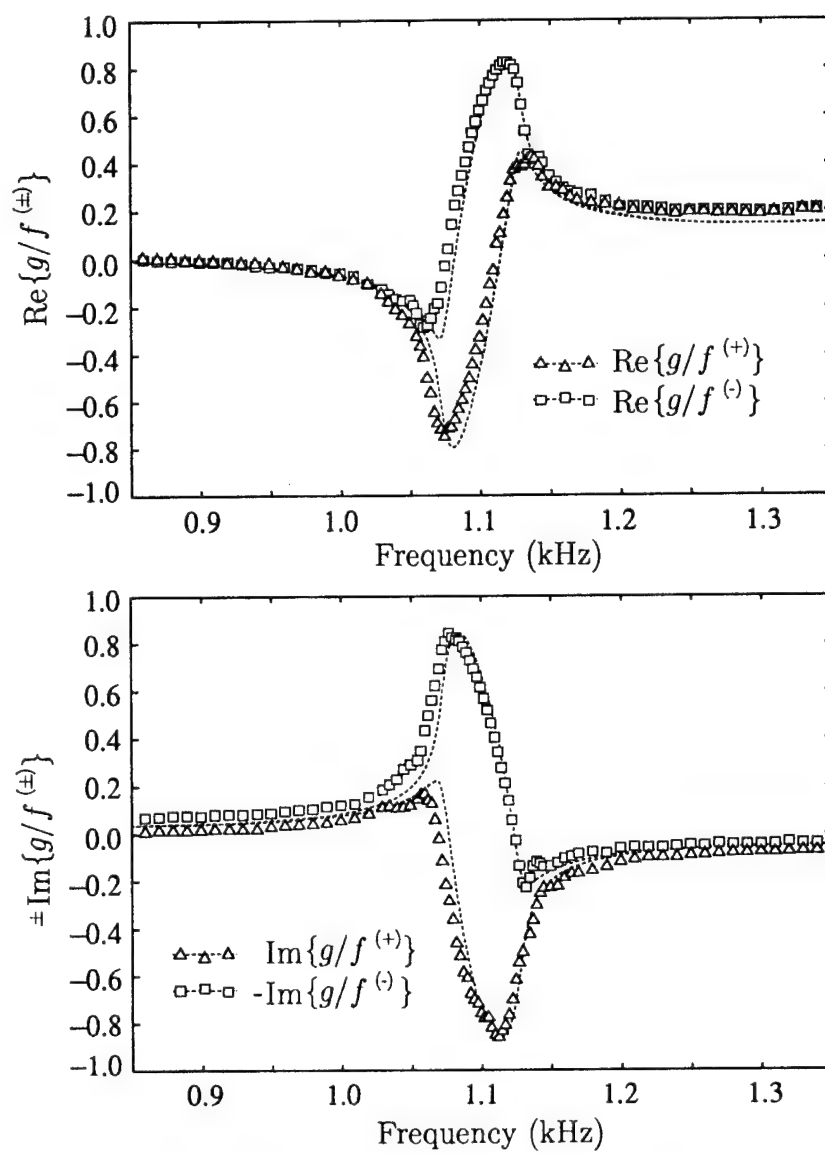 1.0
0.8
0.6
0.4
0.2
0.0
−0.2
−0.4
−0.6
−0.8
−1.0
Re{g/f (±)}
Re{g/f (+)}
Re{g/f (-)}
0.9 1.0 1.1 1.2 1.3
Frequency (kHz)
1.0
0.8
0.6
0.4
0.2
0.0
−0.2
−0.4
−0.6
−0.8
−1.0
±Im{g/f (±)}
Im{g/f (+)}
-Im{g/f (-)}
0.9 1.0 1.1 1.2 1.3
Frequency (kHz)